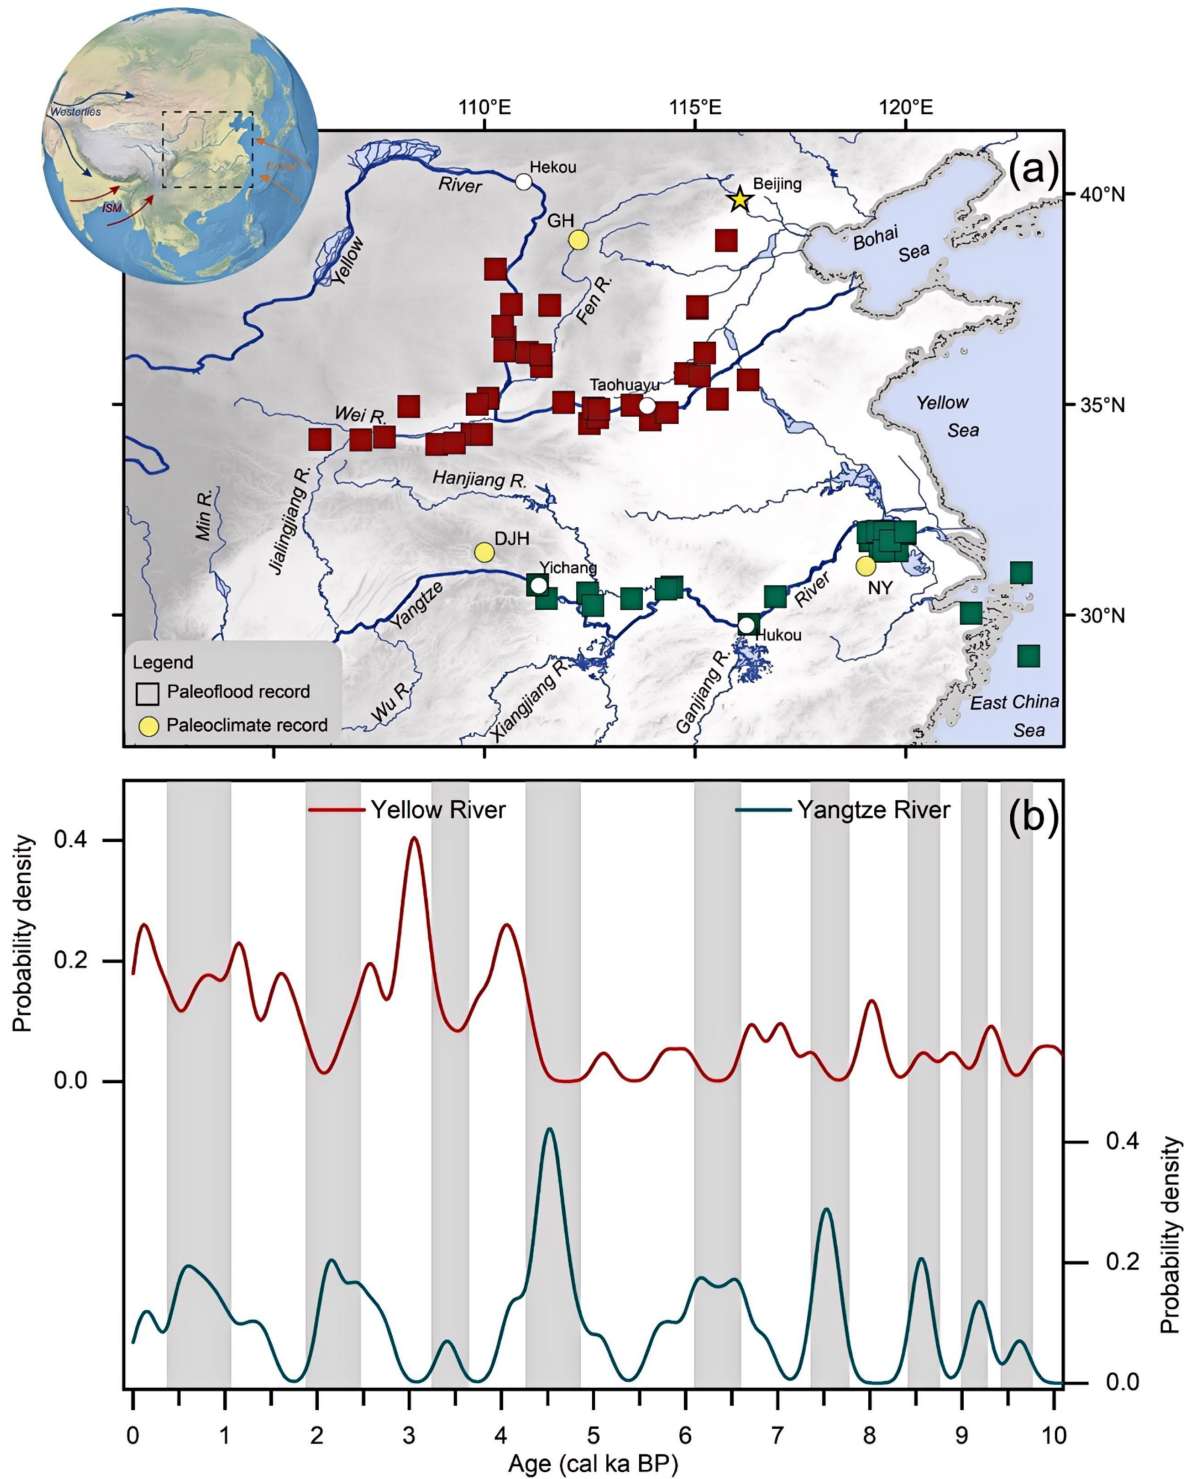 Westerlies
ISM
110°E
115°E
120°E
(a)
40°N
35°N
30°N
Hekou
River
Beijing
GH
Bohai
Sea
Yellow
Fen R.
Taohuayu
Yellow
Sea
Wei R.
Hanjiang R.
Jialingjiang R.
Min R.
DJH
Yichang
NY
Yangtze
River
Hukou
Legend
Paleoflood record
Paleoclimate record
Wu R.
Xiangjiang R.
Ganjiang R.
East China
Sea
Yellow River
Yangtze River
(b)
Probability density
0.4
0.2
0.0
Probability density
0.4
0.2
0.0
0 1 2 3 4 5 6 7 8 9 10
Age (cal ka BP)